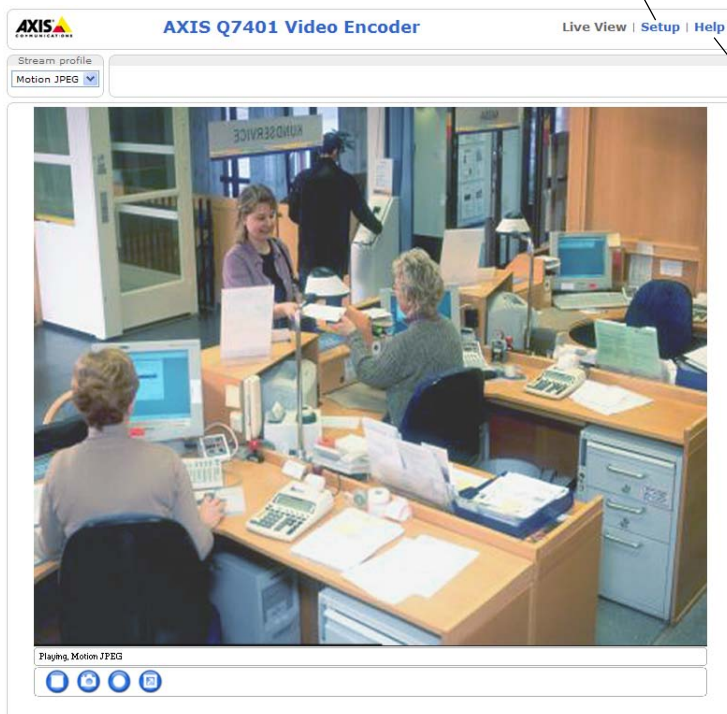 AXIS
COMMUNICATIONS
AXIS Q7401 Video Encoder
Live View | Setup | Help
Stream profile
Motion JPEG
KUNDSERVICE
Playing, Motion JPEG